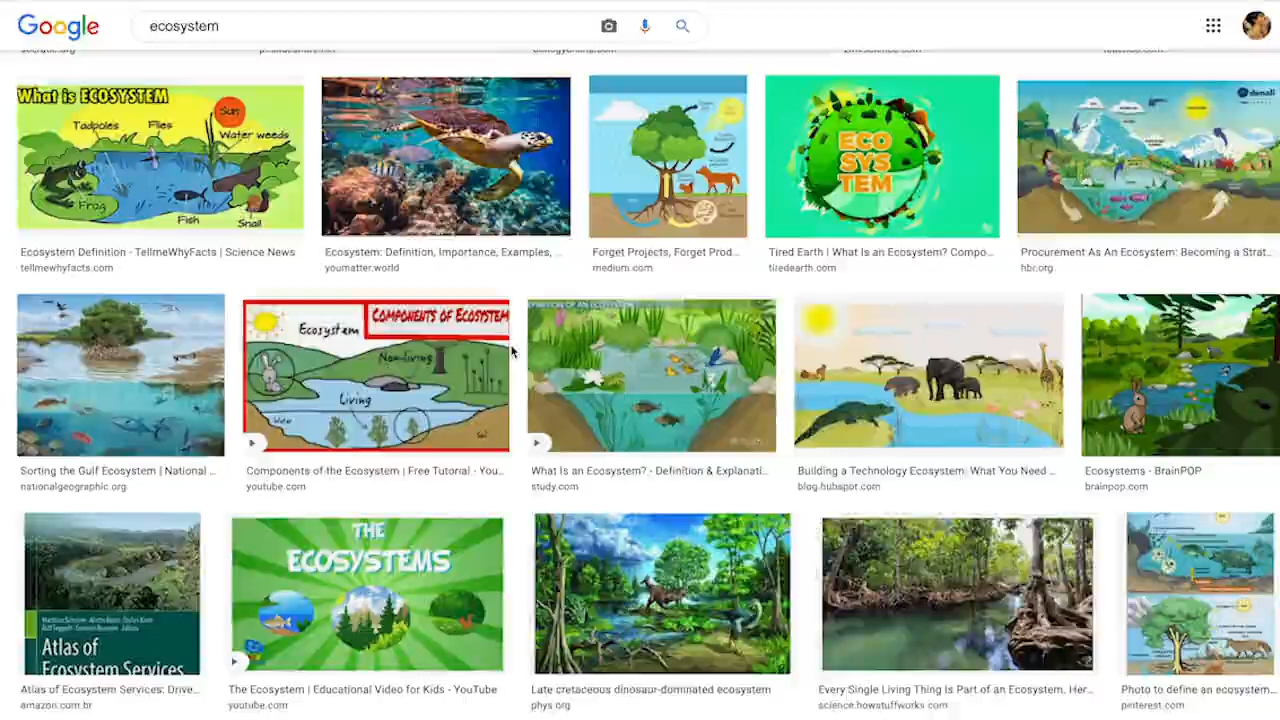 Google
ecosystem
What is ECOSYSTEM
Sun
Tadpoles
Flies
Water weeds
Frog
Fish
Snail
ECO
SYS
TEM
denali
Ecosystem Definition - TellmeWhyFacts | Science News
tellmewhyfacts.com
Ecosystem: Definition, Importance, Examples, ...
youmatter.world
Forget Projects, Forget Prod...
medium.com
Tired Earth | What Is an Ecosystem? Compo...
tiredearth.com
Procurement As An Ecosystem: Becoming a Strat...
hbr.org
COMPONENTS OF ECOSYSTEM
Ecosystem
Non-living
Living
Water
Soil
Sorting the Gulf Ecosystem | National ...
nationalgeographic.org
Components of the Ecosystem | Free Tutorial - You...
youtube.com
What Is an Ecosystem? - Definition & Explanati...
study.com
Building a Technology Ecosystem: What You Need ...
blog.hubspot.com
Ecosystems - BrainPOP
brainpop.com
Atlas of
Ecosystem Services
THE
ECOSYSTEMS
Atlas of Ecosystem Services: Drive...
amazon.com.br
The Ecosystem | Educational Video for Kids - YouTube
youtube.com
Late cretaceous dinosaur-dominated ecosystem
phys.org
Every Single Living Thing Is Part of an Ecosystem, Her...
science.howstuffworks.com
Photo to define an ecosystem...
pinterest.com